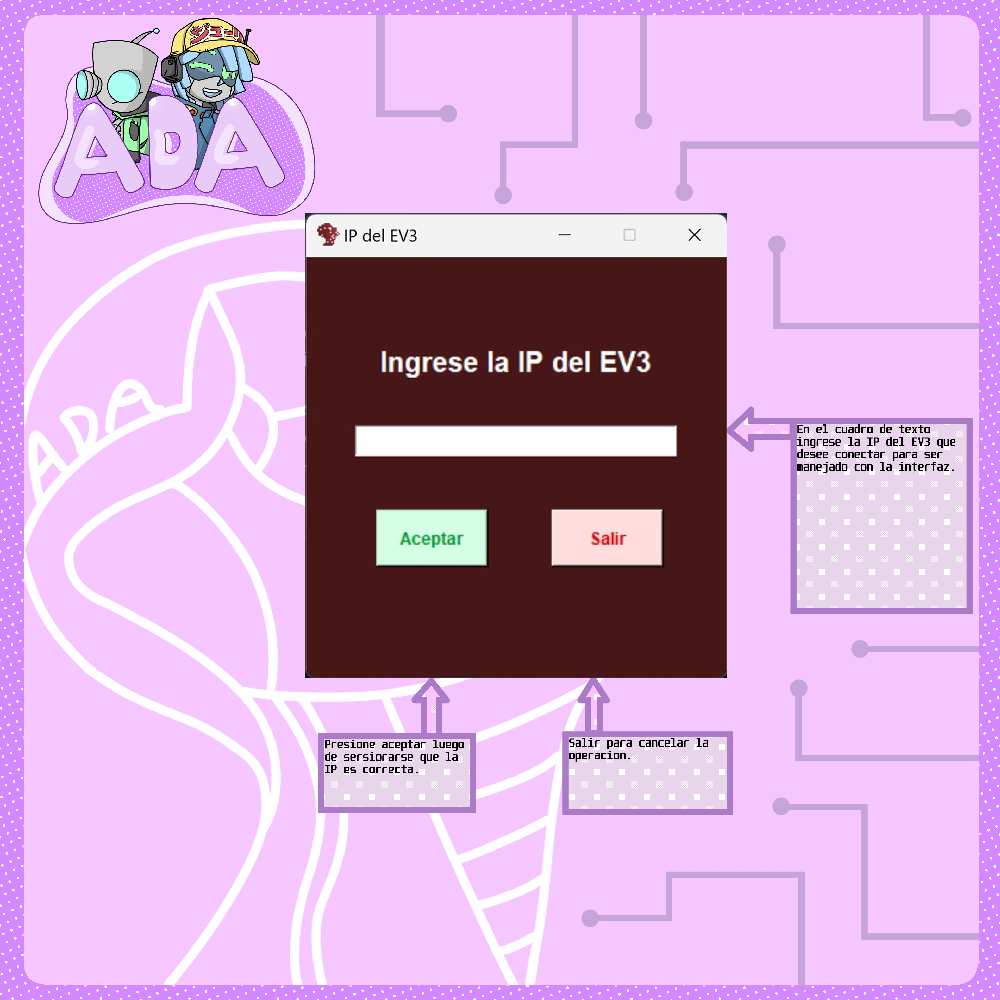 ジューリ
ADA
IP del EV3
Ingrese la IP del EV3
ADA
En el cuadro de texto
ingrese la IP del EV3 que
desee conectar para ser
manejado con la interfaz.
Aceptar
Salir
Presione aceptar luego
de sersiorarse que la
IP es correcta.
Salir para cancelar la
operacion.